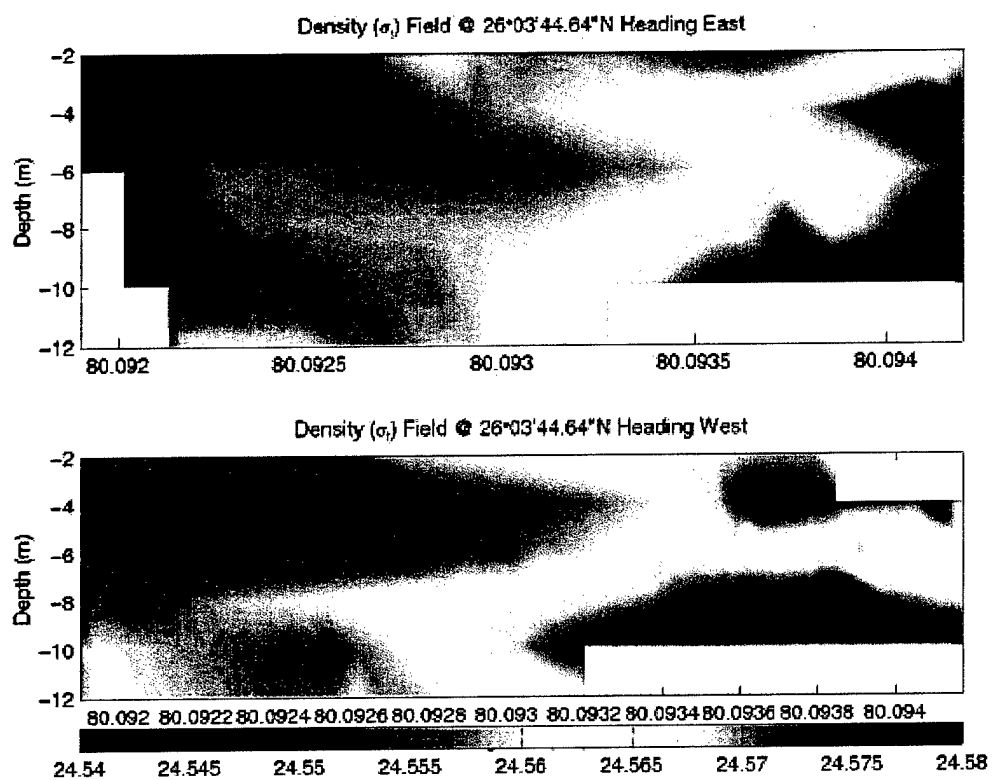 Density (σt) Field @ 26°03'44.64"N Heading East
Depth (m)
−2
−4
−6
−8
−10
−12
80.092 80.0925 80.093 80.0935 80.094
Density (σt) Field @ 26°03'44.64"N Heading West
Depth (m)
−2
−4
−6
−8
−10
−12
80.092 80.0922 80.0924 80.0926 80.0928 80.093 80.0932 80.0934 80.0936 80.0938 80.094
24.54 24.545 24.55 24.555 24.56 24.565 24.57 24.575 24.58